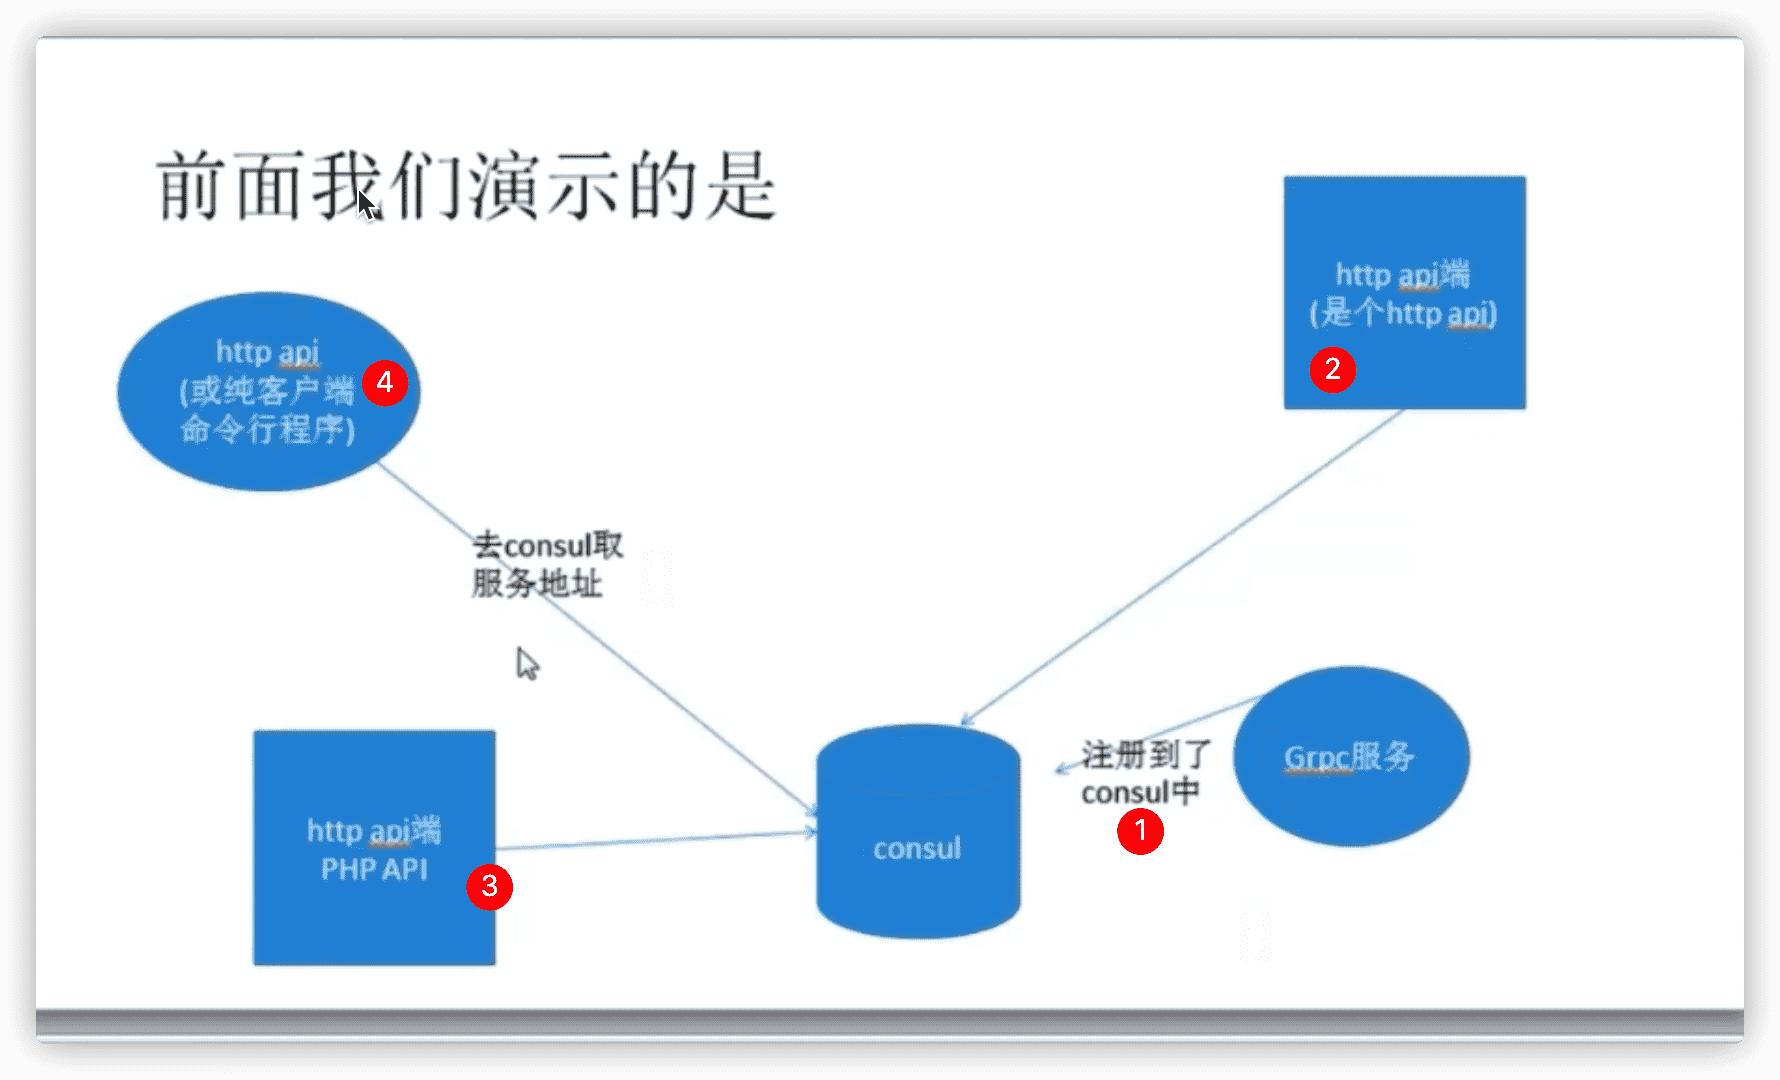 前面我们演示的是
http api端
(是个http api)
2
http api
(或纯客户端
命令行程序)
4
去consul取
服务地址
注册到了
consul中
1
Grpc服务
http api端
PHP API
3
consul